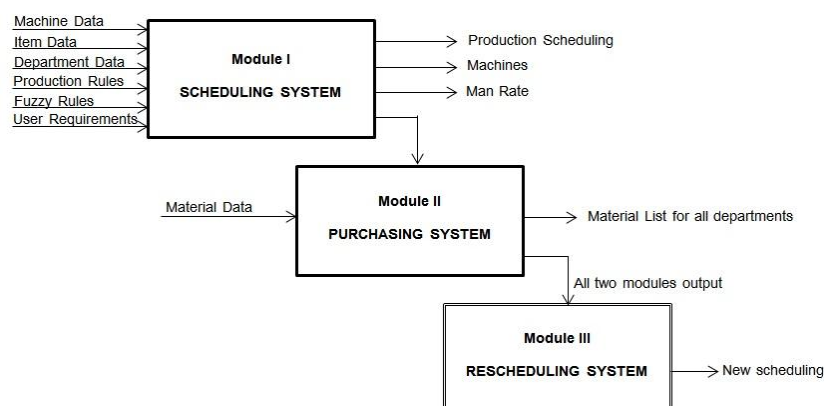 Machine Data
Item Data
Department Data
Production Rules
Fuzzy Rules
User Requirements
Module I
SCHEDULING SYSTEM
Production Scheduling
Machines
Man Rate
Material Data
Module II
PURCHASING SYSTEM
Material List for all departments
All two modules output
Module III
RESCHEDULING SYSTEM
New scheduling